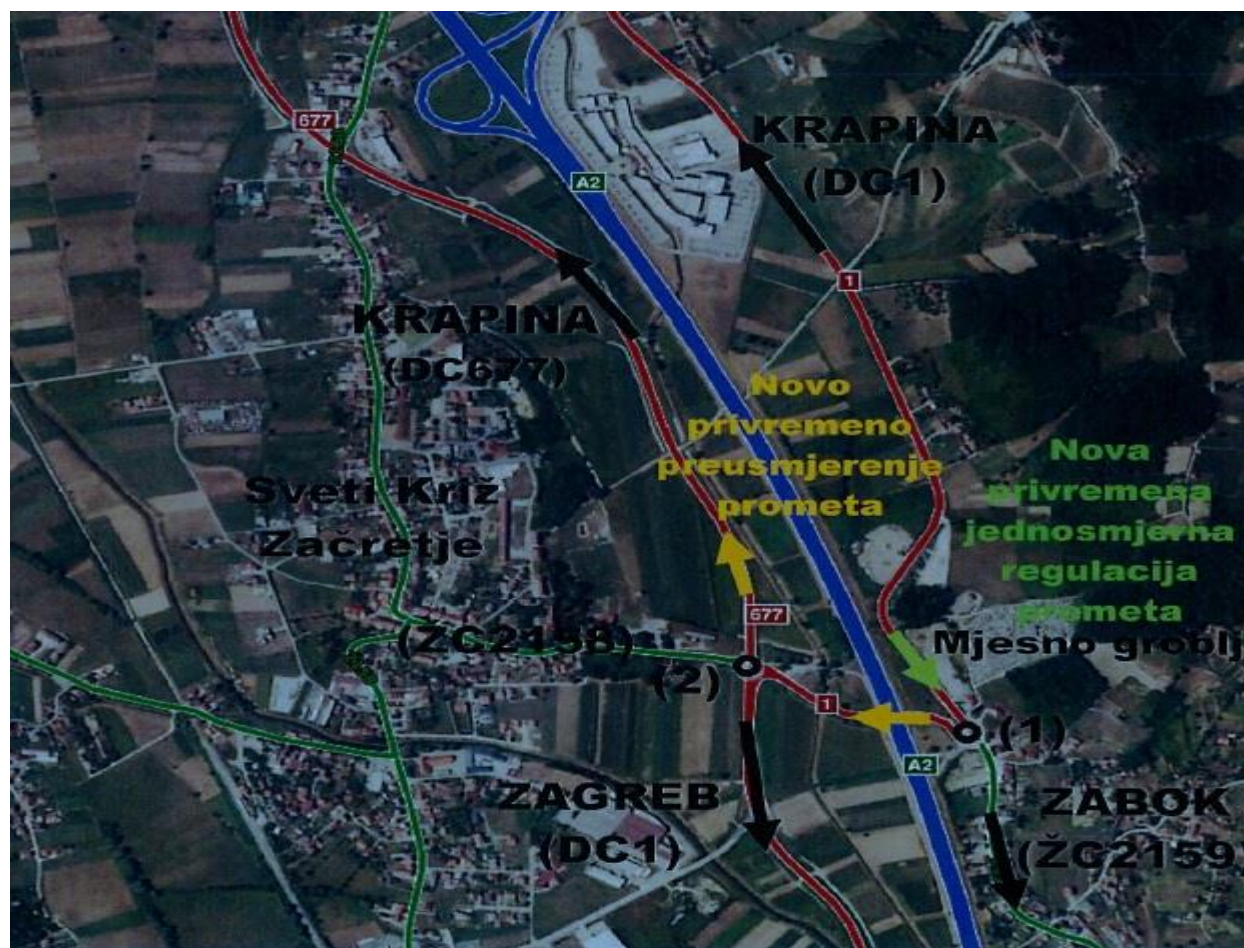 677
KRAPINA
(DC1)
A2
1
KRAPINA
(DC677)
Novo
privremeno
preusmjerenje
prometa
Nova
privremena
jednosmjerna
regulacija
prometa
Sveti Križ
Začretje
677
(ŽC2158)
Mjesno groblj
(2)
1
(1)
A2
ZAGREB
(DC1)
ZABOK
(ŽC2159)